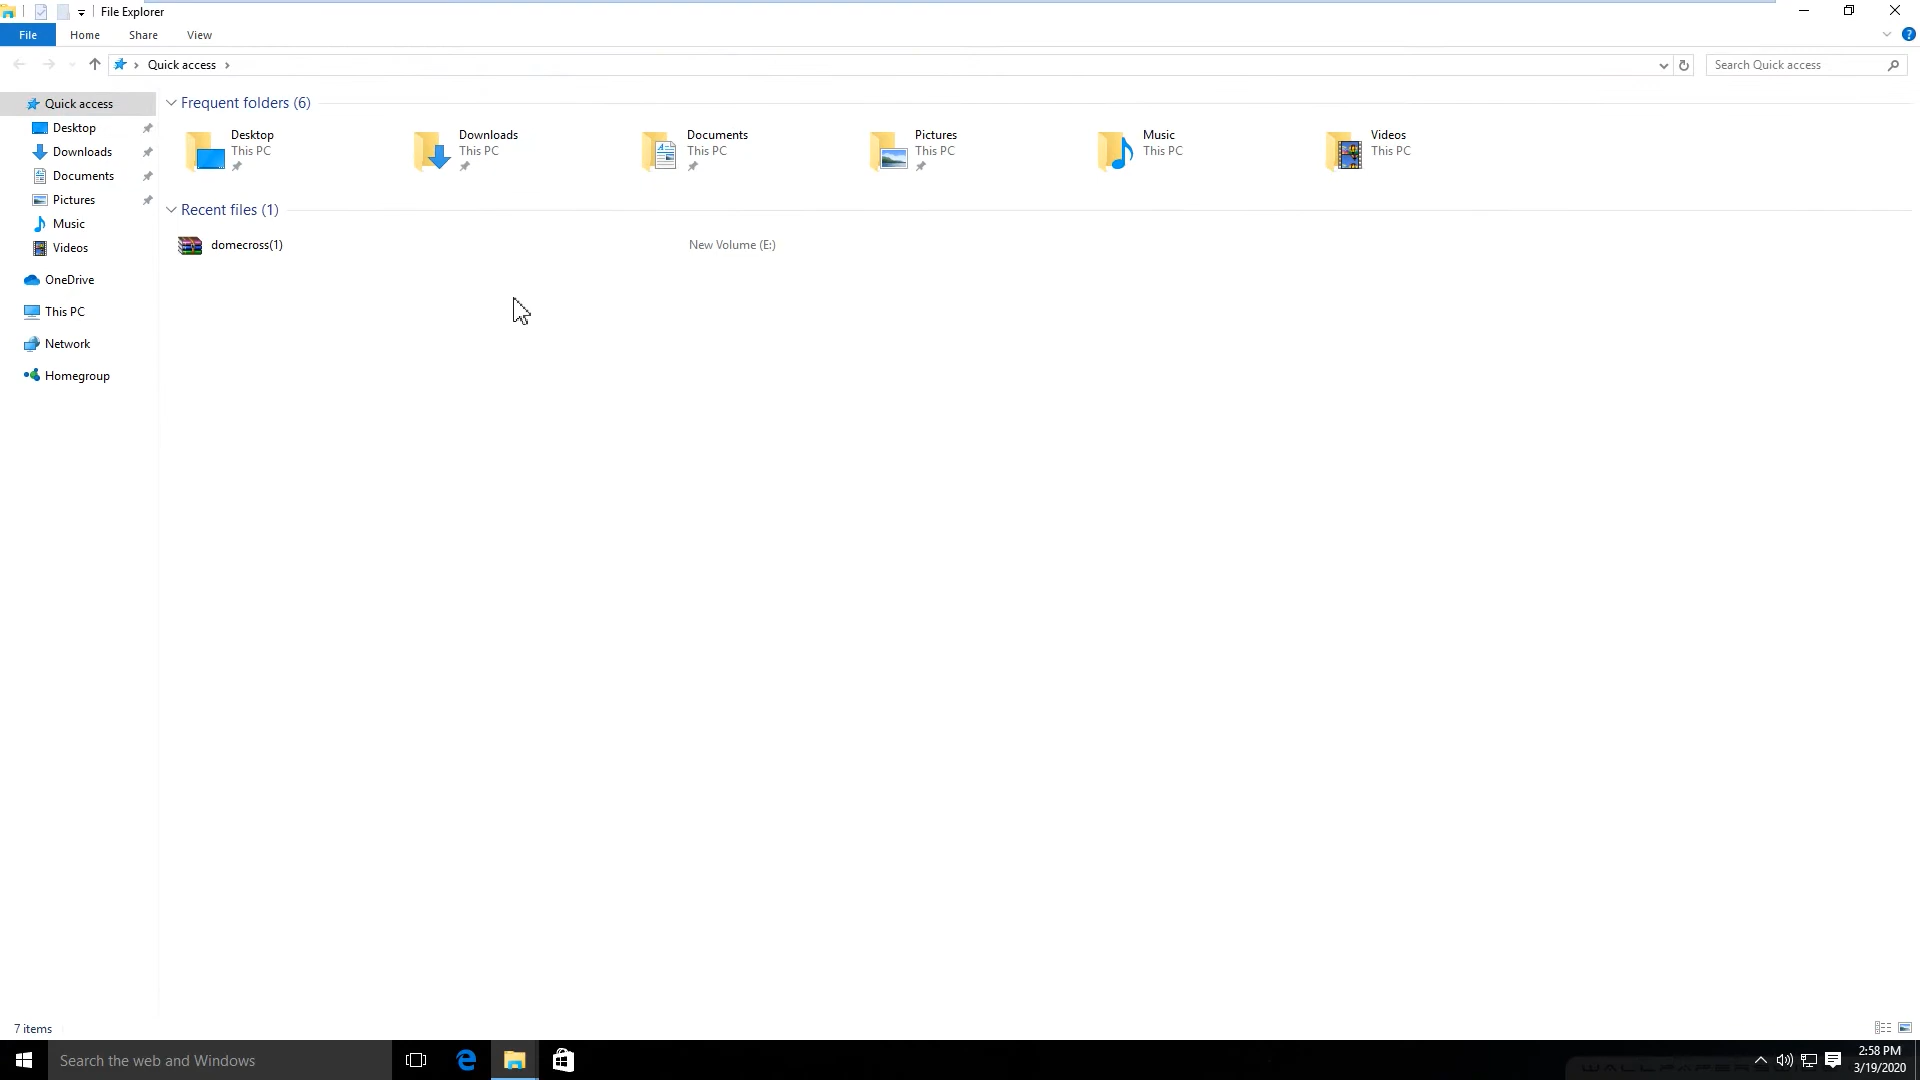 File Explorer
File Home Share View
Quick access
Search Quick access
Quick access
Desktop
Downloads
Documents
Pictures
Music
Videos
OneDrive
This PC
Network
Homegroup
Frequent folders (6)
Desktop
This PC
Downloads
This PC
Documents
This PC
Pictures
This PC
Music
This PC
Videos
This PC
Recent files (1)
domecross(1) New Volume (E:)
7 items
Search the web and Windows
2:58 PM
3/19/2020